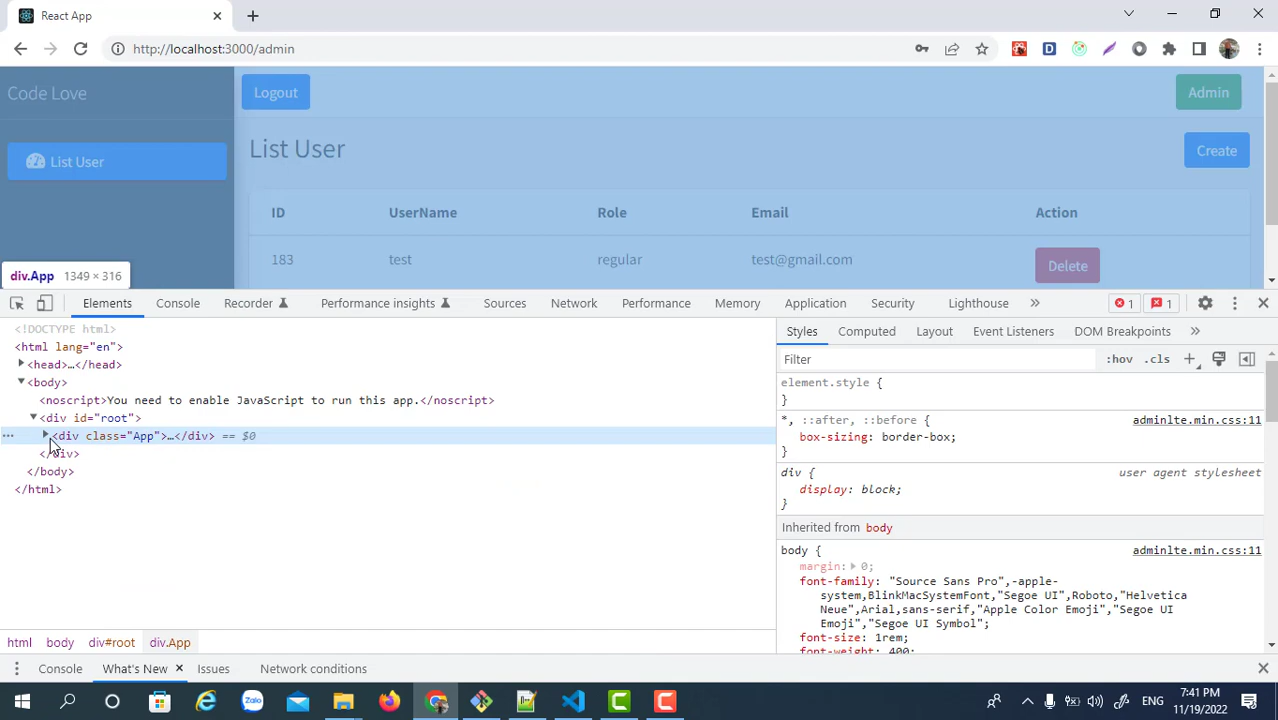 React App
http://localhost:3000/admin
Code Love
Logout
Admin
List User
List User
Create
ID UserName Role Email Action
183 test regular test@gmail.com Delete
div.App 1349 × 316
Elements Console Recorder Performance insights Sources Network Performance Memory Application Security Lighthouse » 1 1
<!DOCTYPE html>
<html lang="en">
<head>…</head>
<body>
<noscript>You need to enable JavaScript to run this app.</noscript>
<div id="root">
<div class="App">…</div> == $0
</div>
</body>
</html>
html body div#root div.App
Styles Computed Layout Event Listeners DOM Breakpoints »
Filter :hov .cls
element.style {
}
*, ::after, ::before { adminlte.min.css:11
box-sizing: border-box;
}
div { user agent stylesheet
display: block;
}
Inherited from body
body { adminlte.min.css:11
margin: 0;
font-family: "Source Sans Pro",-apple-
system,BlinkMacSystemFont,"Segoe UI",Roboto,"Helvetica
Neue",Arial,sans-serif,"Apple Color Emoji","Segoe UI
Emoji","Segoe UI Symbol";
font-size: 1rem;
font-weight: 400;
Console What's New Issues Network conditions
Zalo
ENG
7:41 PM
11/19/2022